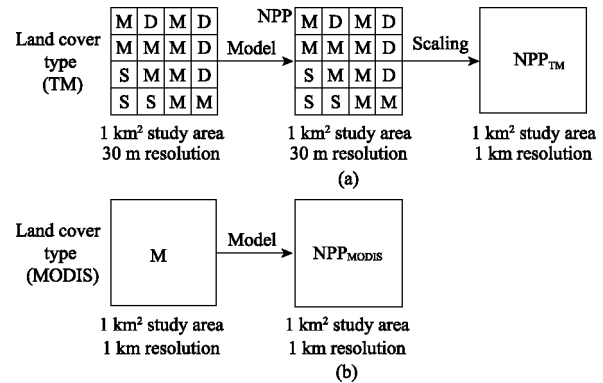 Land cover
type
(TM)
M D M D
M M M D
S M M D
S S M M
Model
NPP
M D M D
M M M D
S M M D
S S M M
Scaling
NPPTM
1 km² study area
30 m resolution
1 km² study area
30 m resolution
1 km² study area
1 km resolution
(a)
Land cover
type
(MODIS)
M
Model
NPPMODIS
1 km² study area
1 km resolution
1 km² study area
1 km resolution
(b)